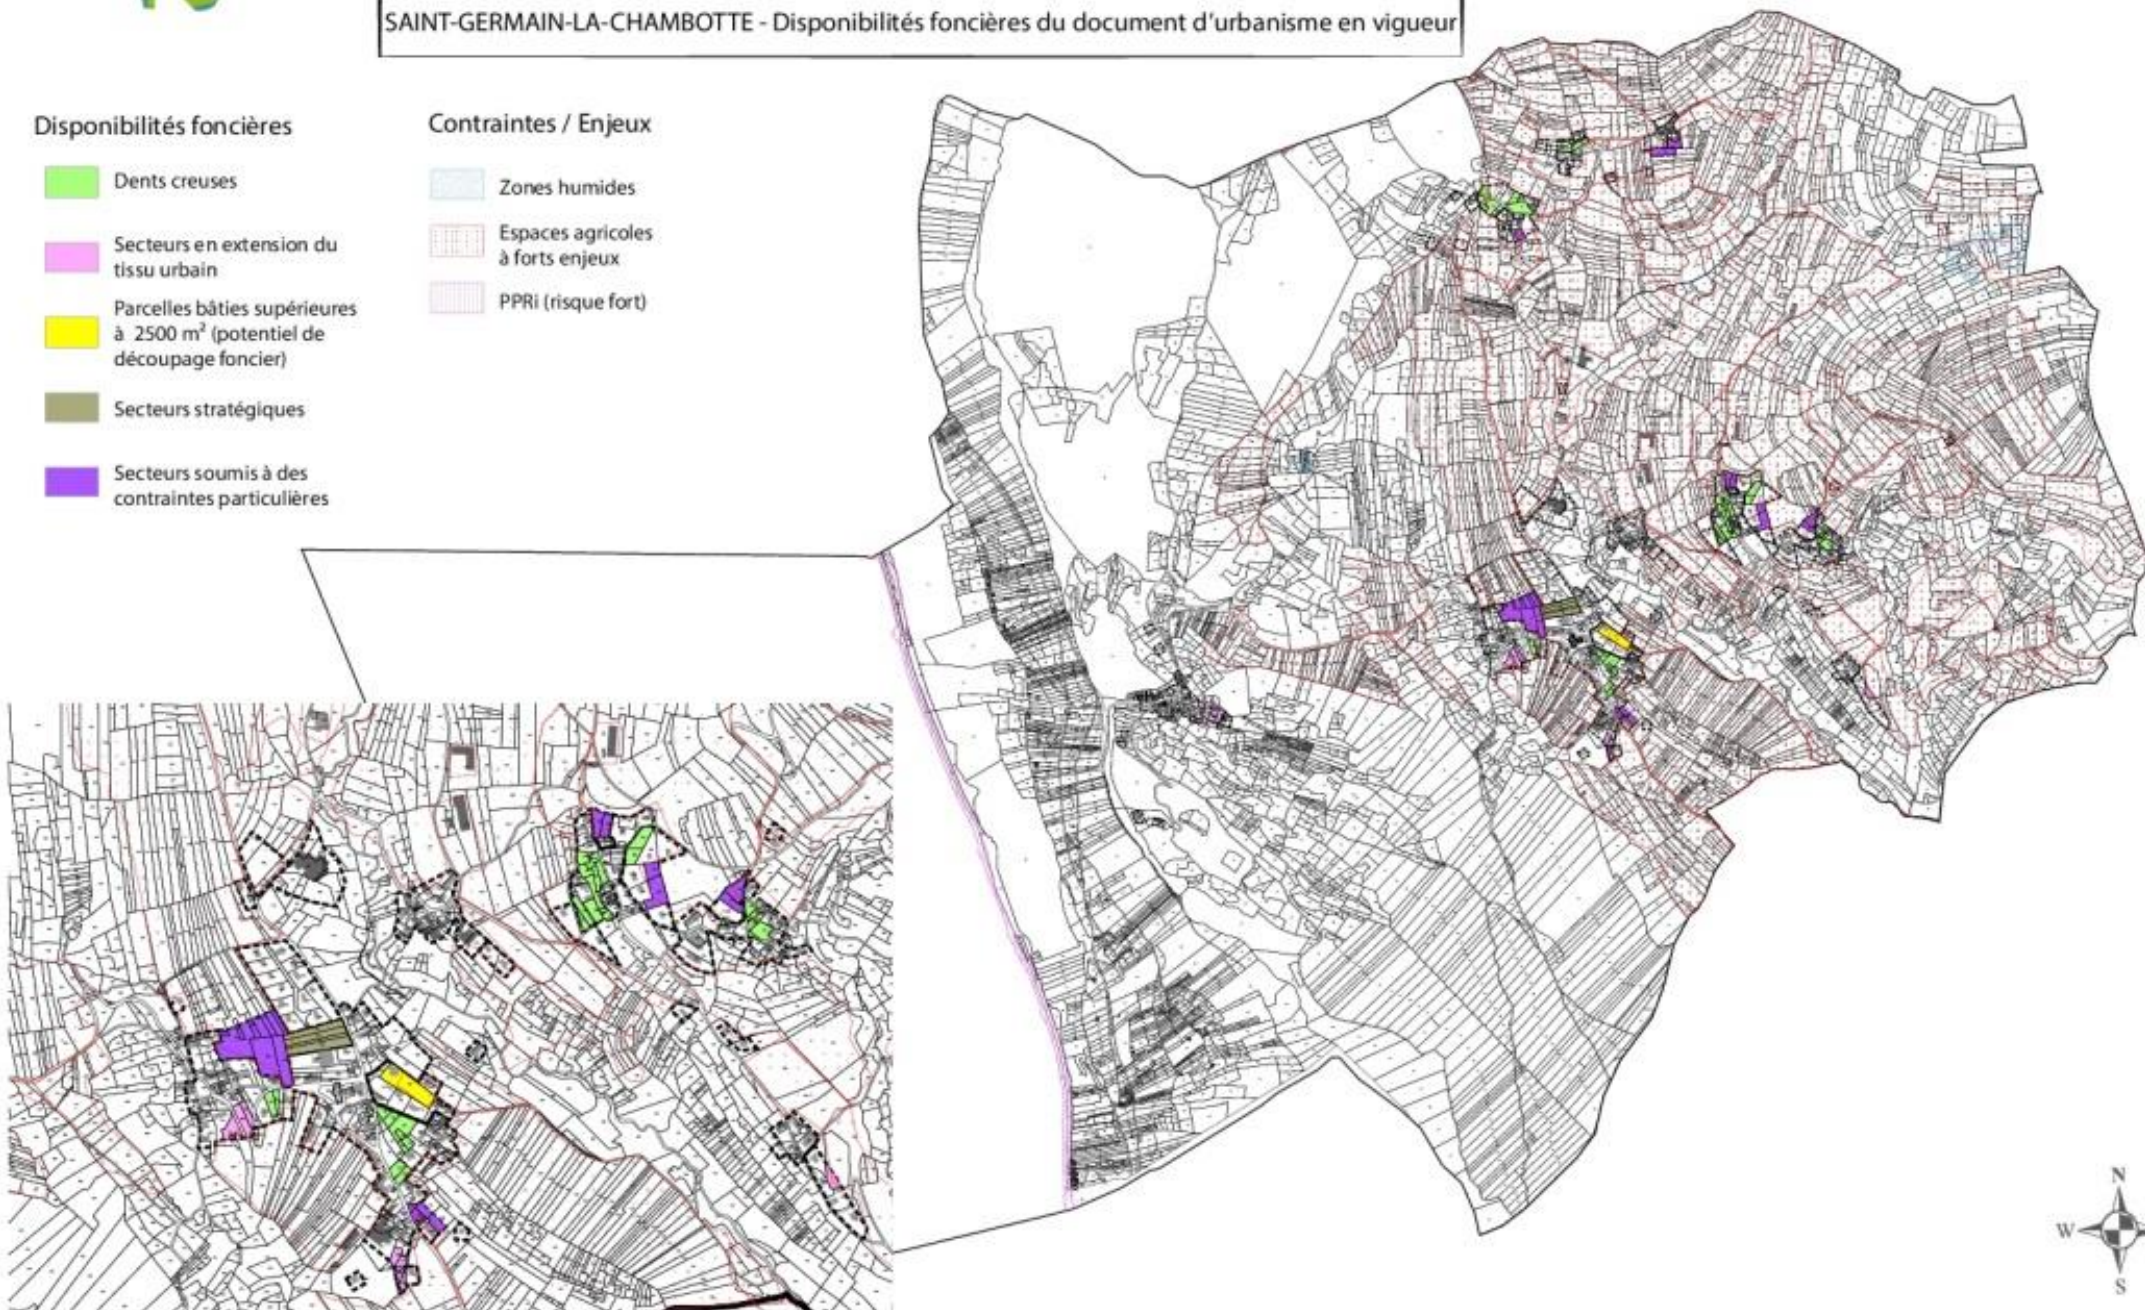 SAINT-GERMAIN-LA-CHAMBOTTE - Disponibilités foncières du document d'urbanisme en vigueur
Disponibilités foncières
Dents creuses
Secteurs en extension du
tissu urbain
Parcelles bâties supérieures
à 2500 m² (potentiel de
découpage foncier)
Secteurs stratégiques
Secteurs soumis à des
contraintes particulières
Contraintes / Enjeux
Zones humides
Espaces agricoles
à forts enjeux
PPRi (risque fort)
N
W
S